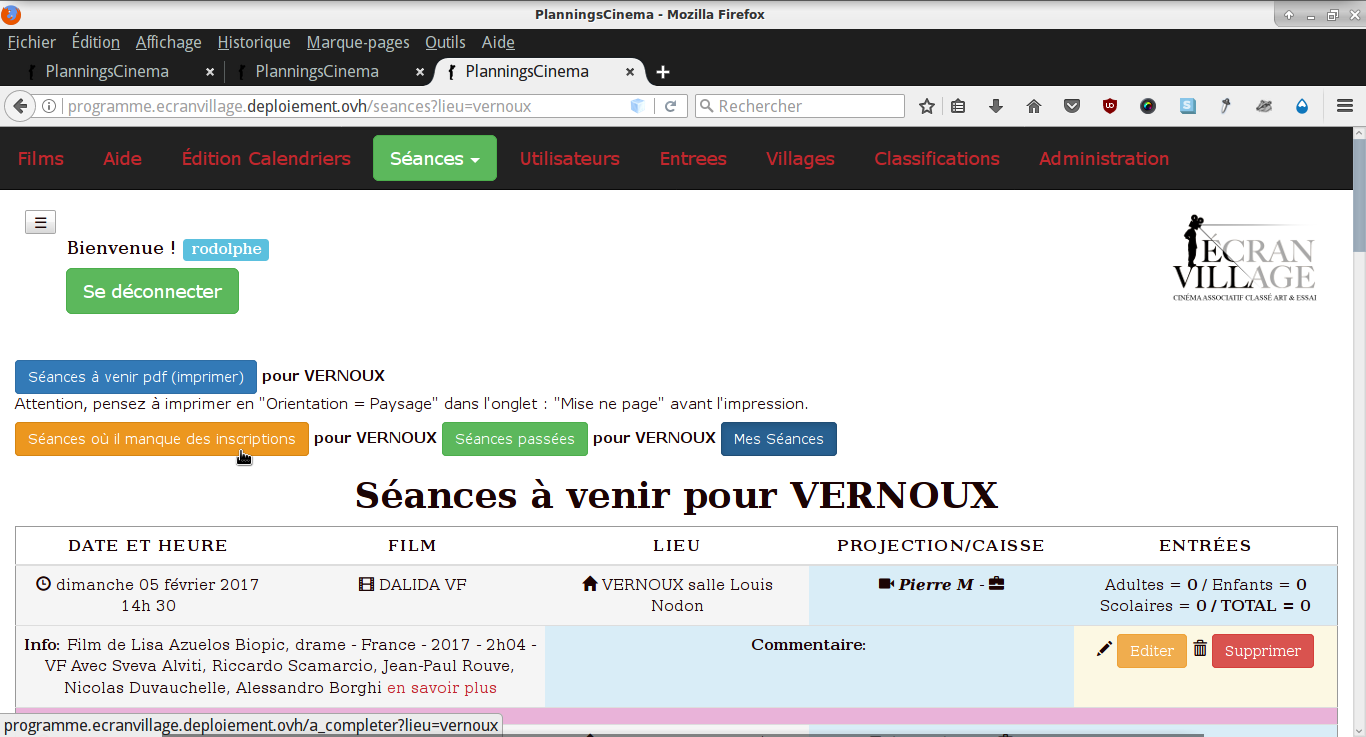 PlanningsCinema - Mozilla Firefox
Fichier Édition Affichage Historique Marque-pages Outils Aide
PlanningsCinema PlanningsCinema PlanningsCinema
programme.ecranvillage.deploiement.ovh/seances?lieu=vernoux Rechercher
Films Aide Édition Calendriers Séances Utilisateurs Entrees Villages Classifications Administration
Bienvenue ! rodolphe
Se déconnecter
ÉCRAN
VILLAGE
CINÉMA ASSOCIATIF CLASSÉ ART & ESSAI
Séances à venir pdf (imprimer) pour VERNOUX
Attention, pensez à imprimer en "Orientation = Paysage" dans l'onglet : "Mise ne page" avant l'impression.
Séances où il manque des inscriptions pour VERNOUX Séances passées pour VERNOUX Mes Séances
Séances à venir pour VERNOUX
DATE ET HEURE FILM LIEU PROJECTION/CAISSE ENTRÉES
dimanche 05 février 2017 DALIDA VF VERNOUX salle Louis Pierre M - Adultes = 0 / Enfants = 0
14h 30 Nodon Scolaires = 0 / TOTAL = 0
Info: Film de Lisa Azuelos Biopic, drame - France - 2017 - 2h04 - Commentaire: Editer Supprimer
VF Avec Sveva Alviti, Riccardo Scamarcio, Jean-Paul Rouve,
Nicolas Duvauchelle, Alessandro Borghi en savoir plus
programme.ecranvillage.deploiement.ovh/a_completer?lieu=vernoux